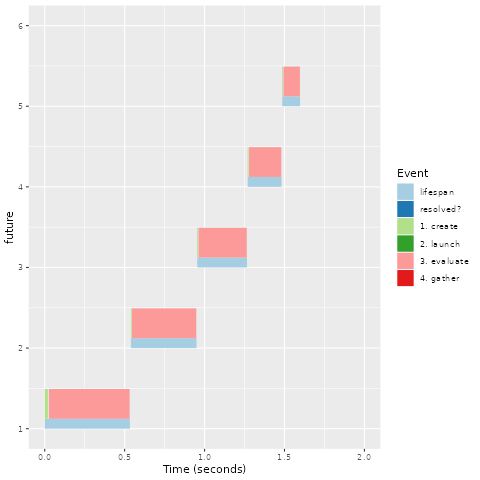 6
5
4
3
2
1
future
0.0 0.5 1.0 1.5 2.0
Time (seconds)
Event
lifespan
resolved?
1. create
2. launch
3. evaluate
4. gather